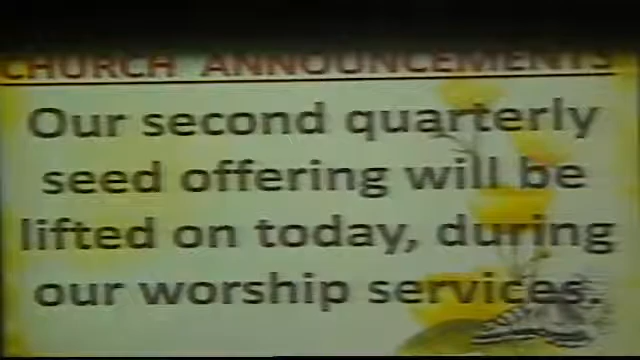 CHURCH ANNOUNCEMENTS
Our second quarterly
seed offering will be
lifted on today, during
our worship services.